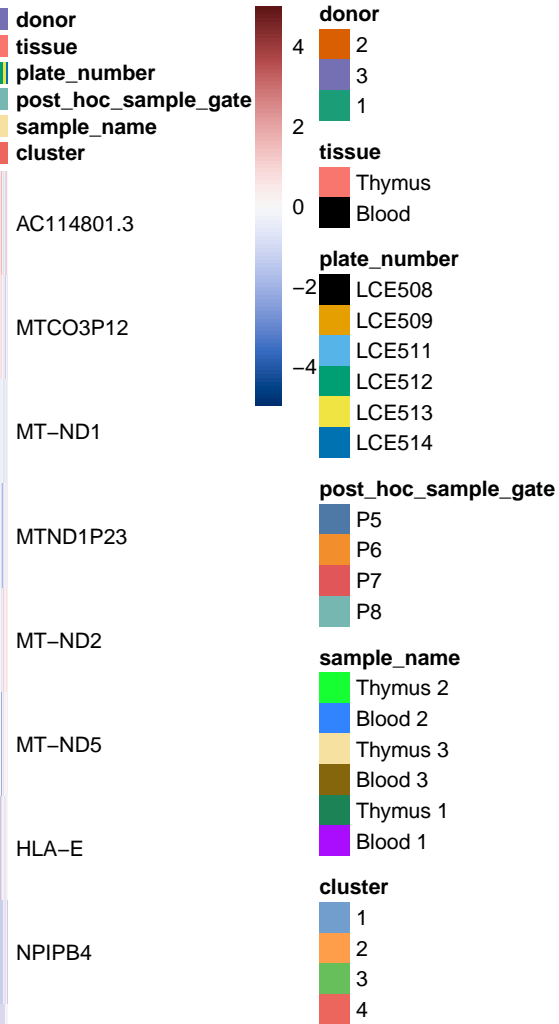 donor
tissue
plate_number
post_hoc_sample_gate
sample_name
cluster
AC114801.3
MTCO3P12
MT−ND1
MTND1P23
MT−ND2
MT−ND5
HLA−E
NPIPB4
4
2
0
−2
−4
donor
2
3
1
tissue
Thymus
Blood
plate_number
LCE508
LCE509
LCE511
LCE512
LCE513
LCE514
post_hoc_sample_gate
P5
P6
P7
P8
sample_name
Thymus 2
Blood 2
Thymus 3
Blood 3
Thymus 1
Blood 1
cluster
1
2
3
4